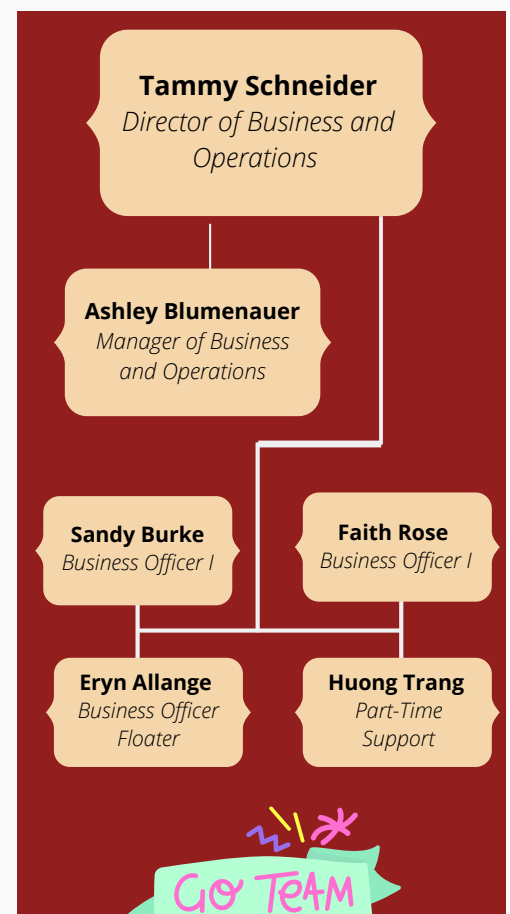 Tammy Schneider
Director of Business and
Operations
Ashley Blumenauer
Manager of Business
and Operations
Sandy Burke
Business Officer I
Faith Rose
Business Officer I
Eryn Allange
Business Officer
Floater
Huong Trang
Part-Time
Support
GO TEAM